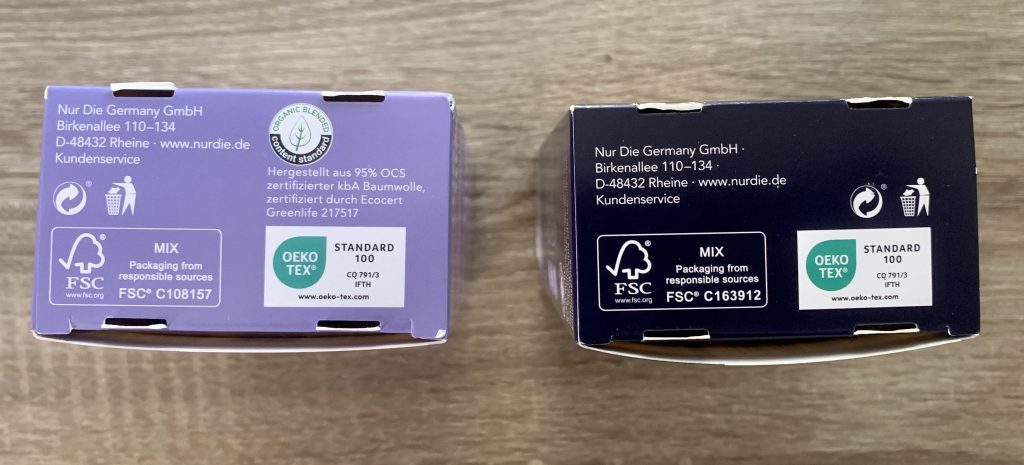 Nur Die Germany GmbH
Birkenallee 110–134
D-48432 Rheine · www.nurdie.de
Kundenservice
ORGANIC BLENDED
content standard
Hergestellt aus 95% OCS
zertifizierter kbA Baumwolle,
zertifiziert durch Ecocert
Greenlife 217517
FSC®
www.fsc.org
MIX
Packaging from
responsible sources
FSC® C108157
OEKO
TEX®
STANDARD
100
CQ 791/3
IFTH
www.oeko-tex.com
Nur Die Germany GmbH ·
Birkenallee 110–134 ·
D-48432 Rheine · www.nurdie.de
Kundenservice
FSC®
www.fsc.org
MIX
Packaging from
responsible sources
FSC® C163912
OEKO
TEX®
STANDARD
100
CQ 791/3
IFTH
www.oeko-tex.com